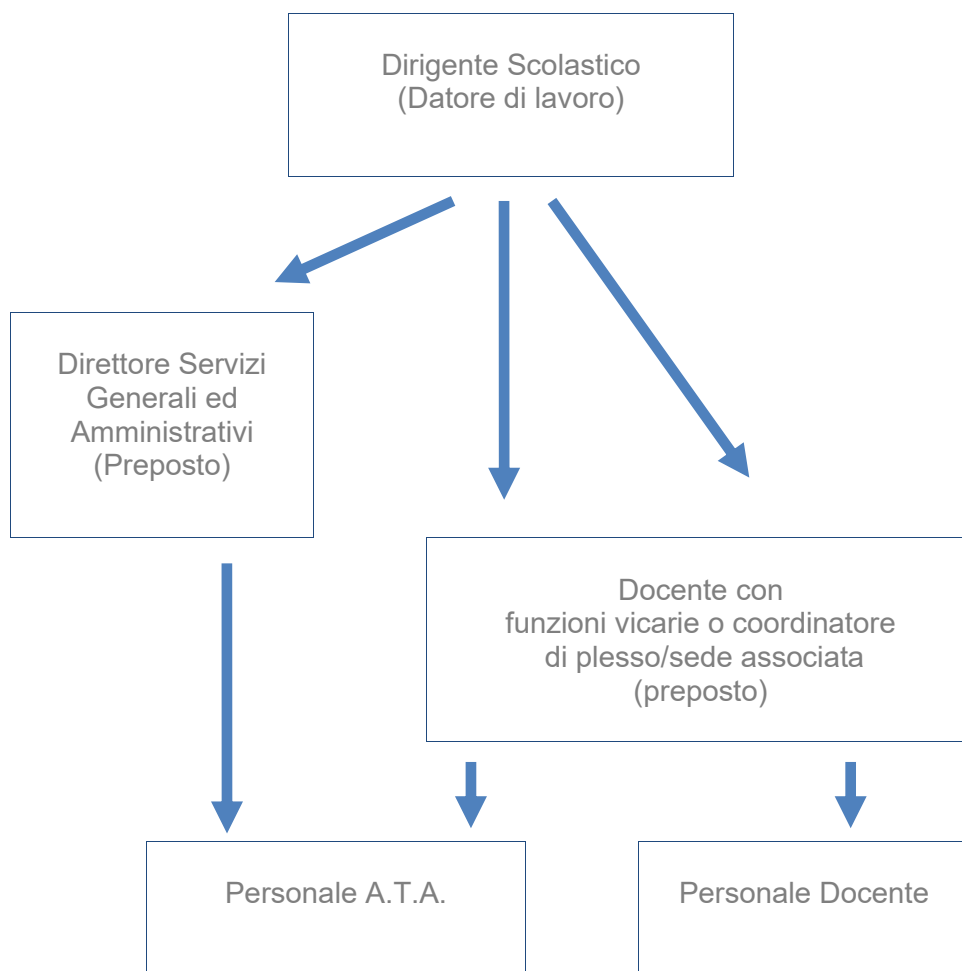 Dirigente Scolastico
(Datore di lavoro)
Direttore Servizi
Generali ed
Amministrativi
(Preposto)
Docente con
funzioni vicarie o coordinatore
di plesso/sede associata
(preposto)
Personale A.T.A.
Personale Docente